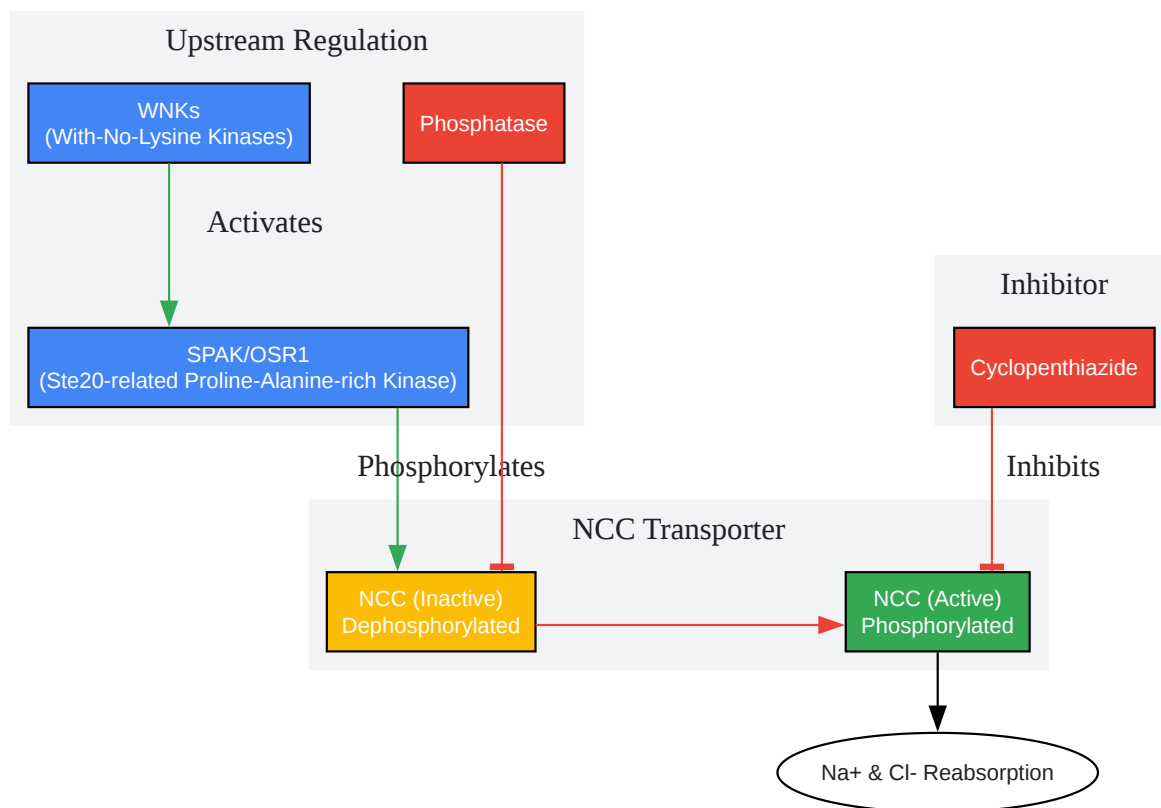 Upstream Regulation
WNKs
(With-No-Lysine Kinases)
Phosphatase
Activates
Inhibitor
SPAK/OSR1
(Ste20-related Proline-Alanine-rich Kinase)
Cyclopenthiazide
Phosphorylates
Inhibits
NCC Transporter
NCC (Inactive)
Dephosphorylated
NCC (Active)
Phosphorylated
Na+ & Cl- Reabsorption